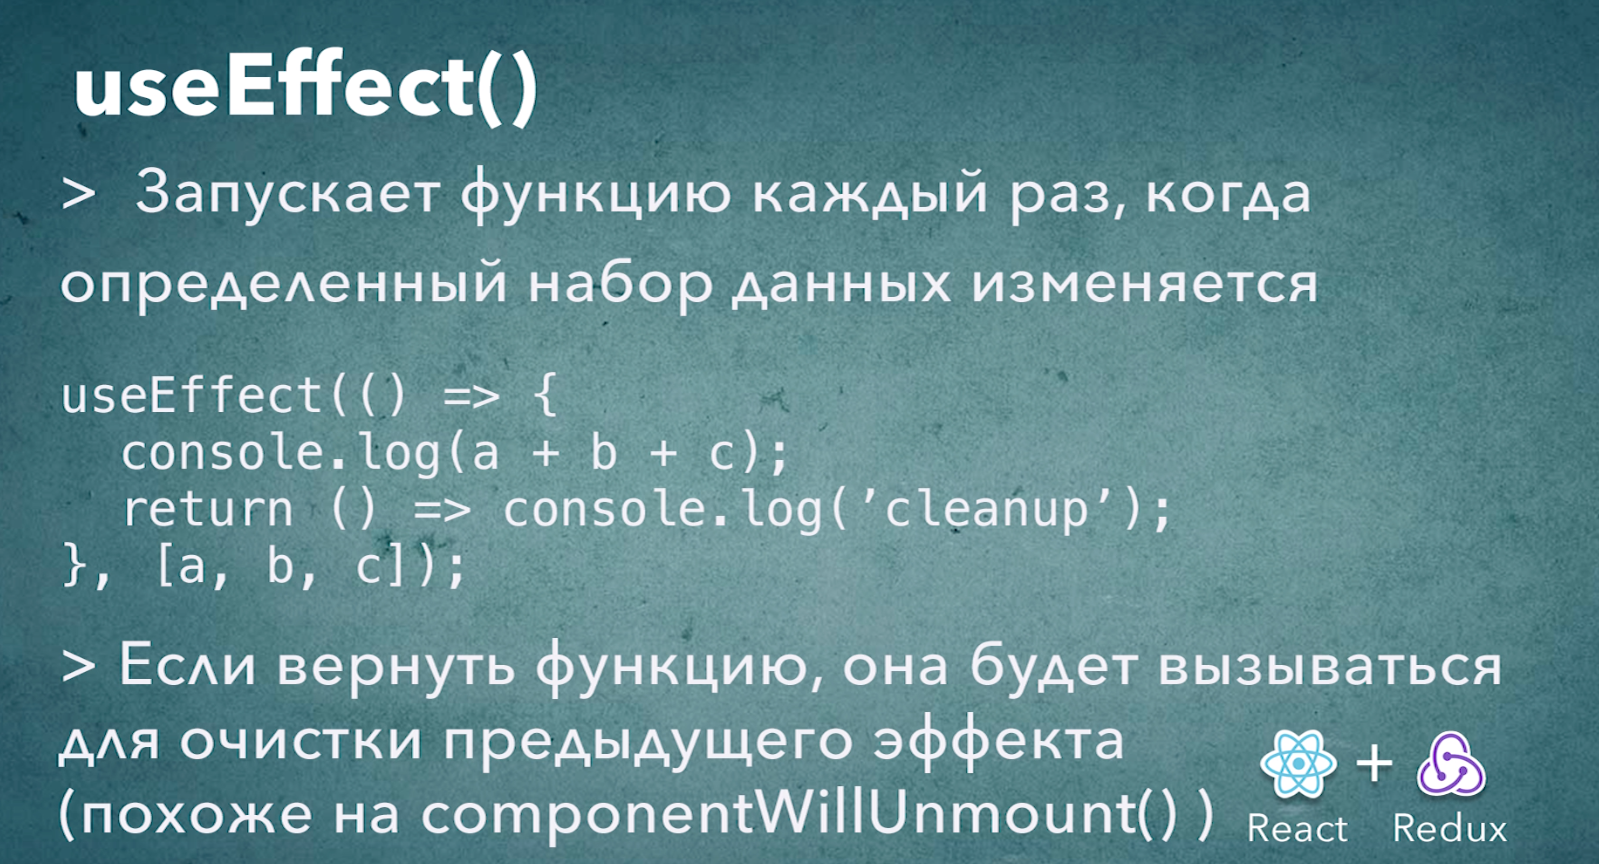 useEffect()
> Запускает функцию каждый раз, когда
определенный набор данных изменяется
useEffect(() => {
  console.log(a + b + c);
  return () => console.log(’cleanup’);
}, [a, b, c]);
> Если вернуть функцию, она будет вызываться
для очистки предыдущего эффекта
(похоже на componentWillUnmount() )
+
React Redux